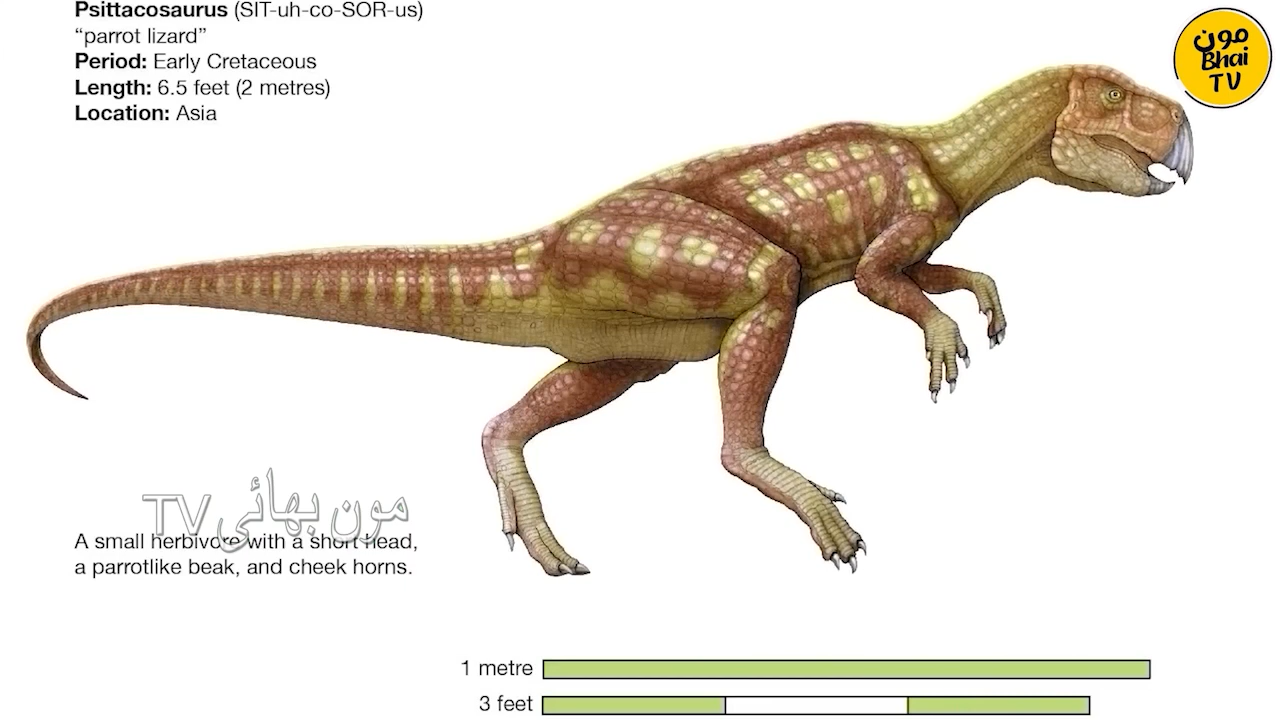 Psittacosaurus (SIT-uh-co-SOR-us)
“parrot lizard”
Period: Early Cretaceous
Length: 6.5 feet (2 metres)
Location: Asia
مون
Bhai
TV
مون بھائی TV
A small herbivore with a short head,
a parrotlike beak, and cheek horns.
1 metre
3 feet